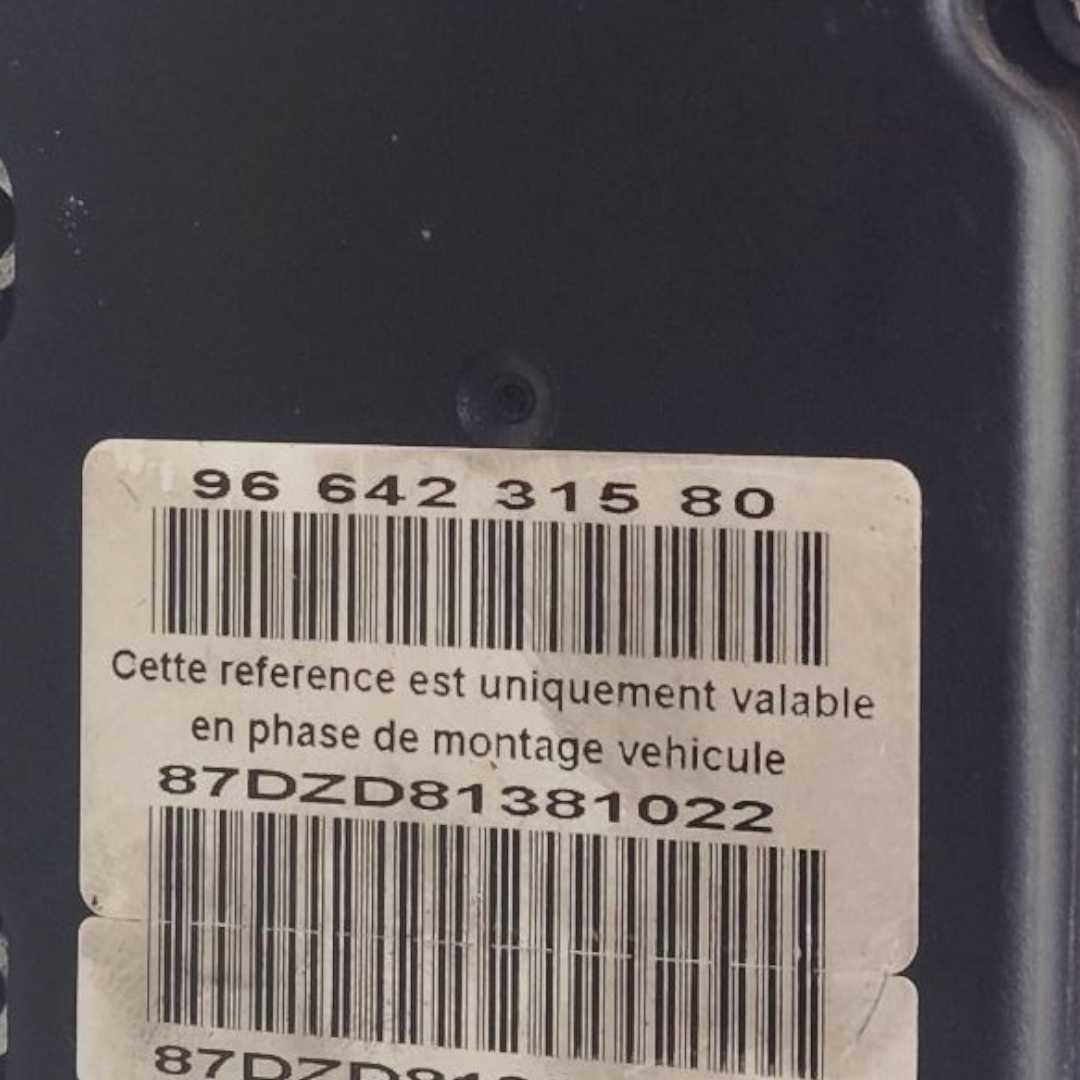 96 642 315 80
Cette reference est uniquement valable
en phase de montage vehicule
87DZD81381022